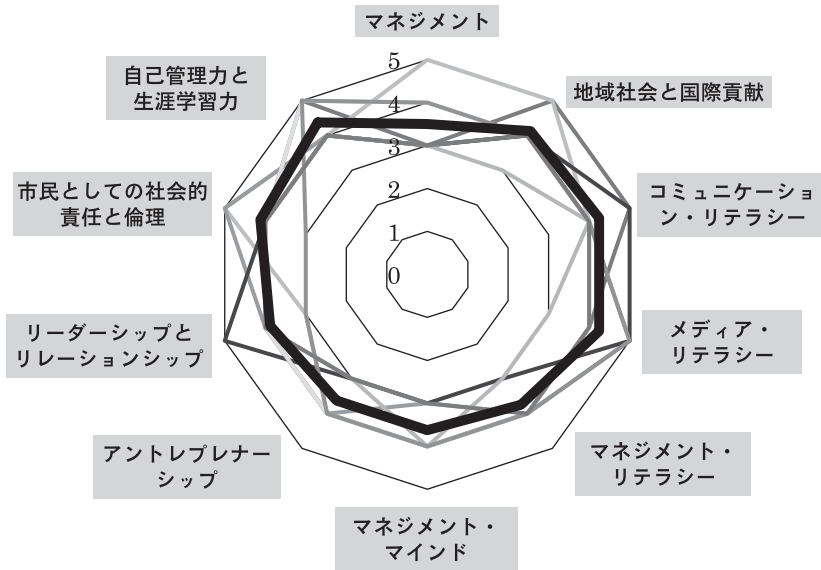 マネジメント
地域社会と国際貢献
コミュニケーショ
ン・リテラシー
メディア・
リテラシー
マネジメント・
リテラシー
マネジメント・
マインド
アントレプレナー
シップ
リーダーシップと
リレーションシップ
市民としての社会的
責任と倫理
自己管理力と
生涯学習力
5
4
3
2
1
0